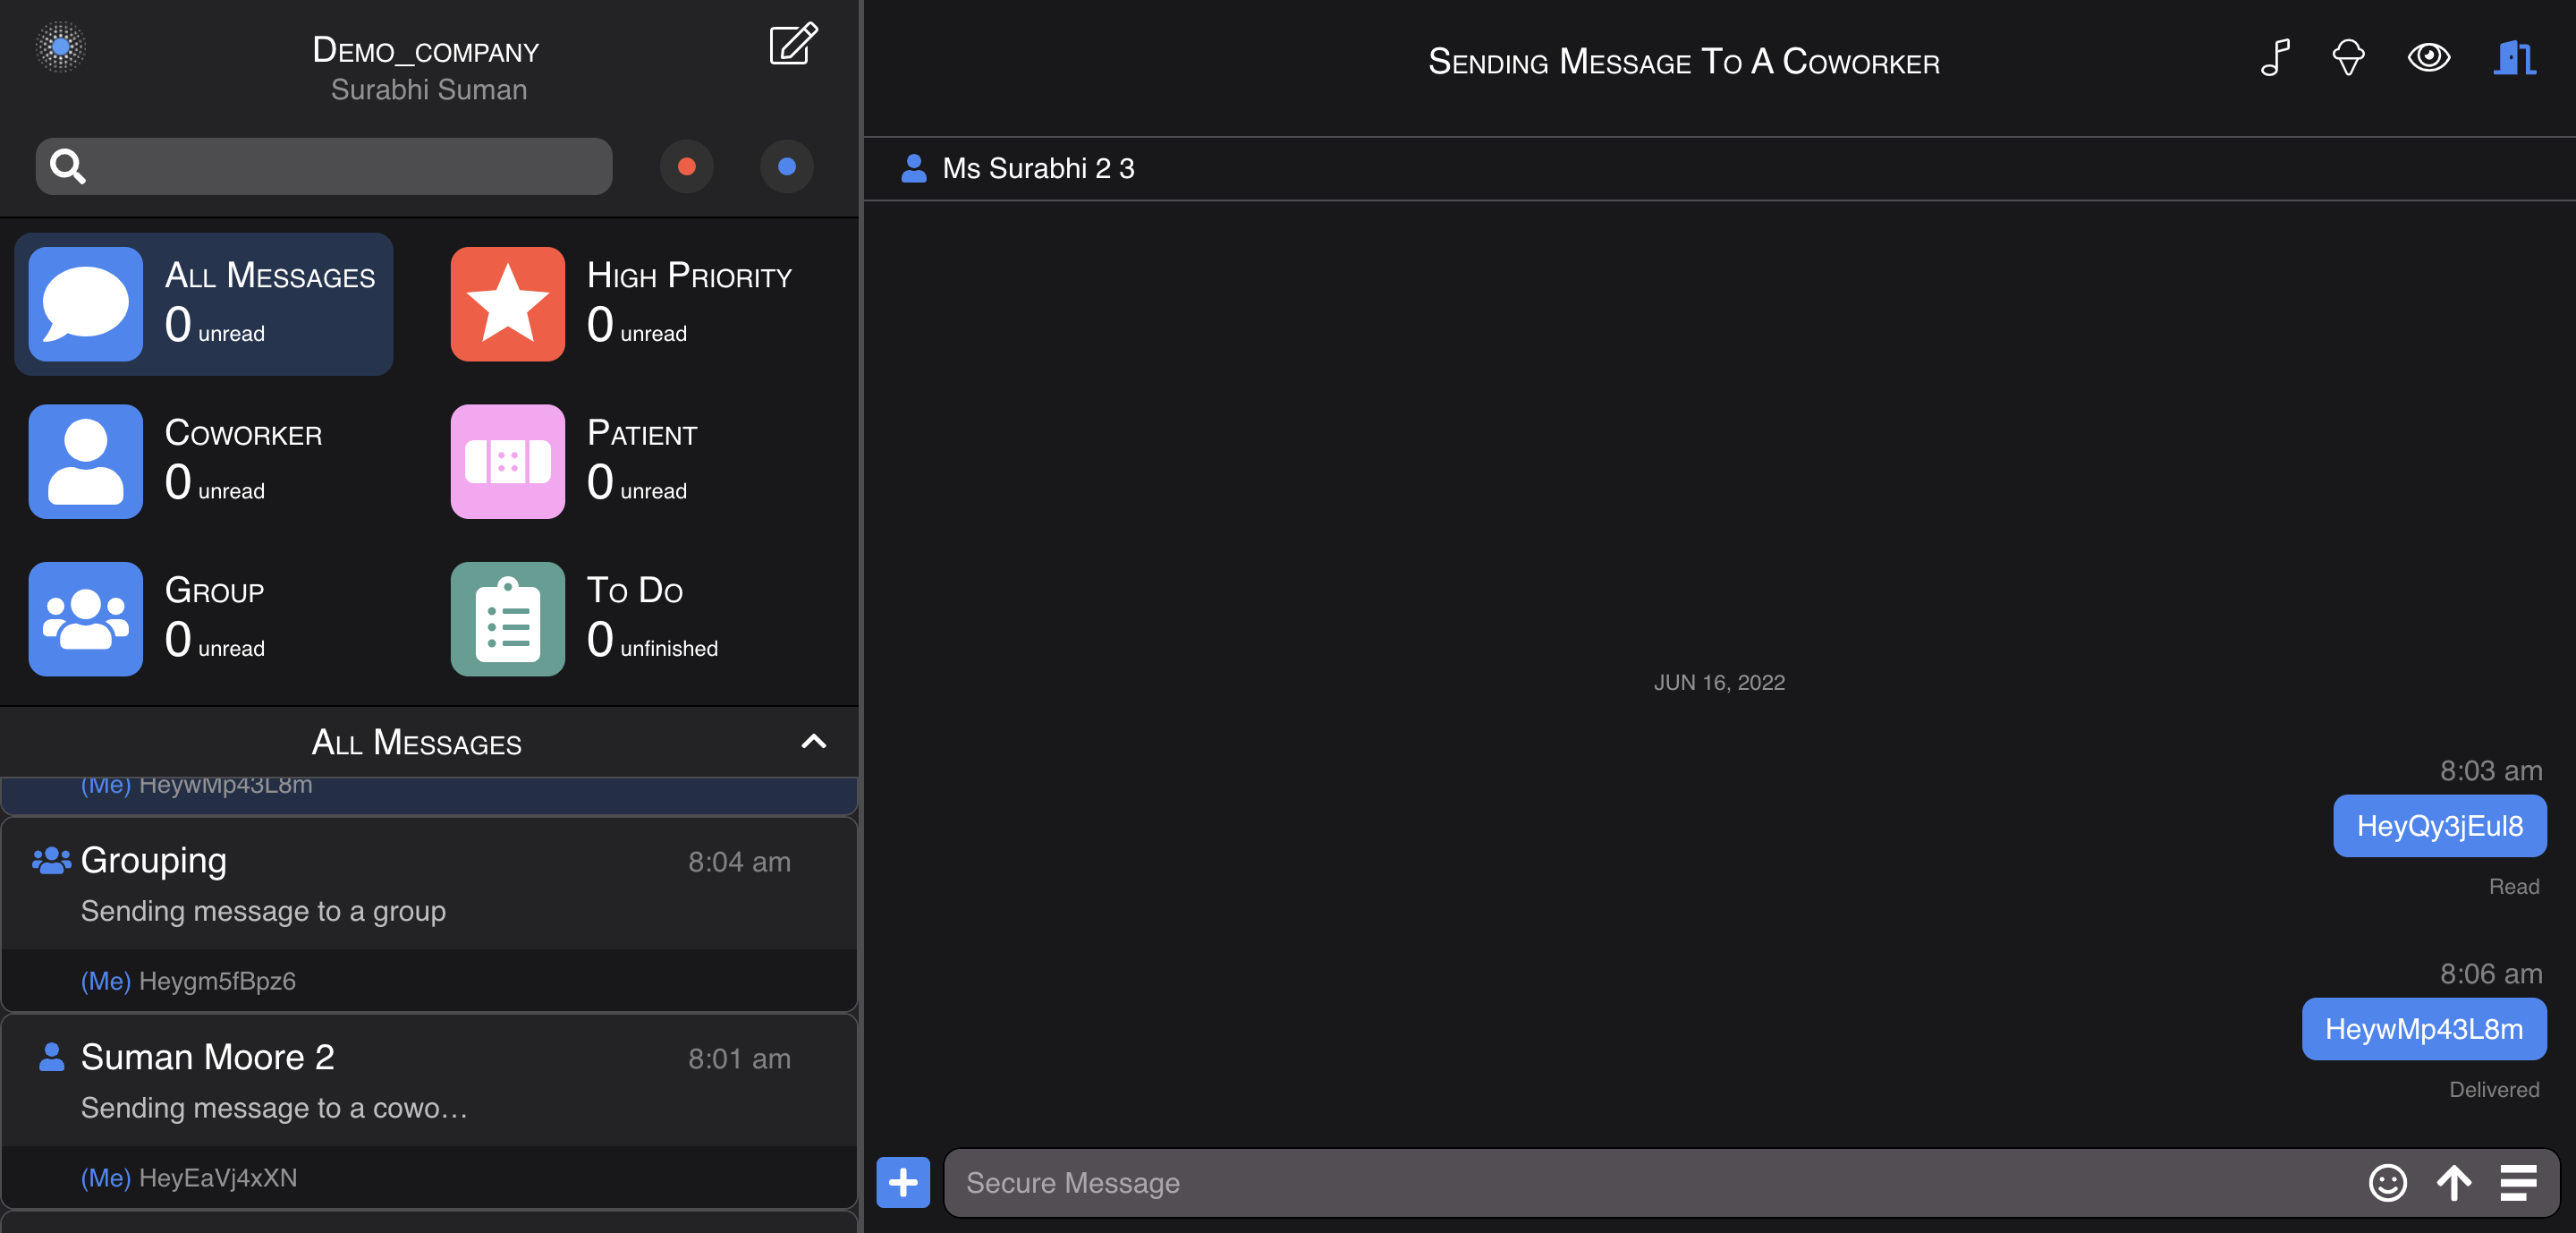 Demo_company
Surabhi Suman
All Messages
0 unread
High Priority
0 unread
Coworker
0 unread
Patient
0 unread
Group
0 unread
To Do
0 unfinished
All Messages
(Me) HeywMp43L8m
Grouping 8:04 am
Sending message to a group
(Me) Heygm5fBpz6
Suman Moore 2 8:01 am
Sending message to a cowo…
(Me) HeyEaVj4xXN
Sending Message To A Coworker
Ms Surabhi 2 3
JUN 16, 2022
8:03 am
HeyQy3jEul8
Read
8:06 am
HeywMp43L8m
Delivered
Secure Message